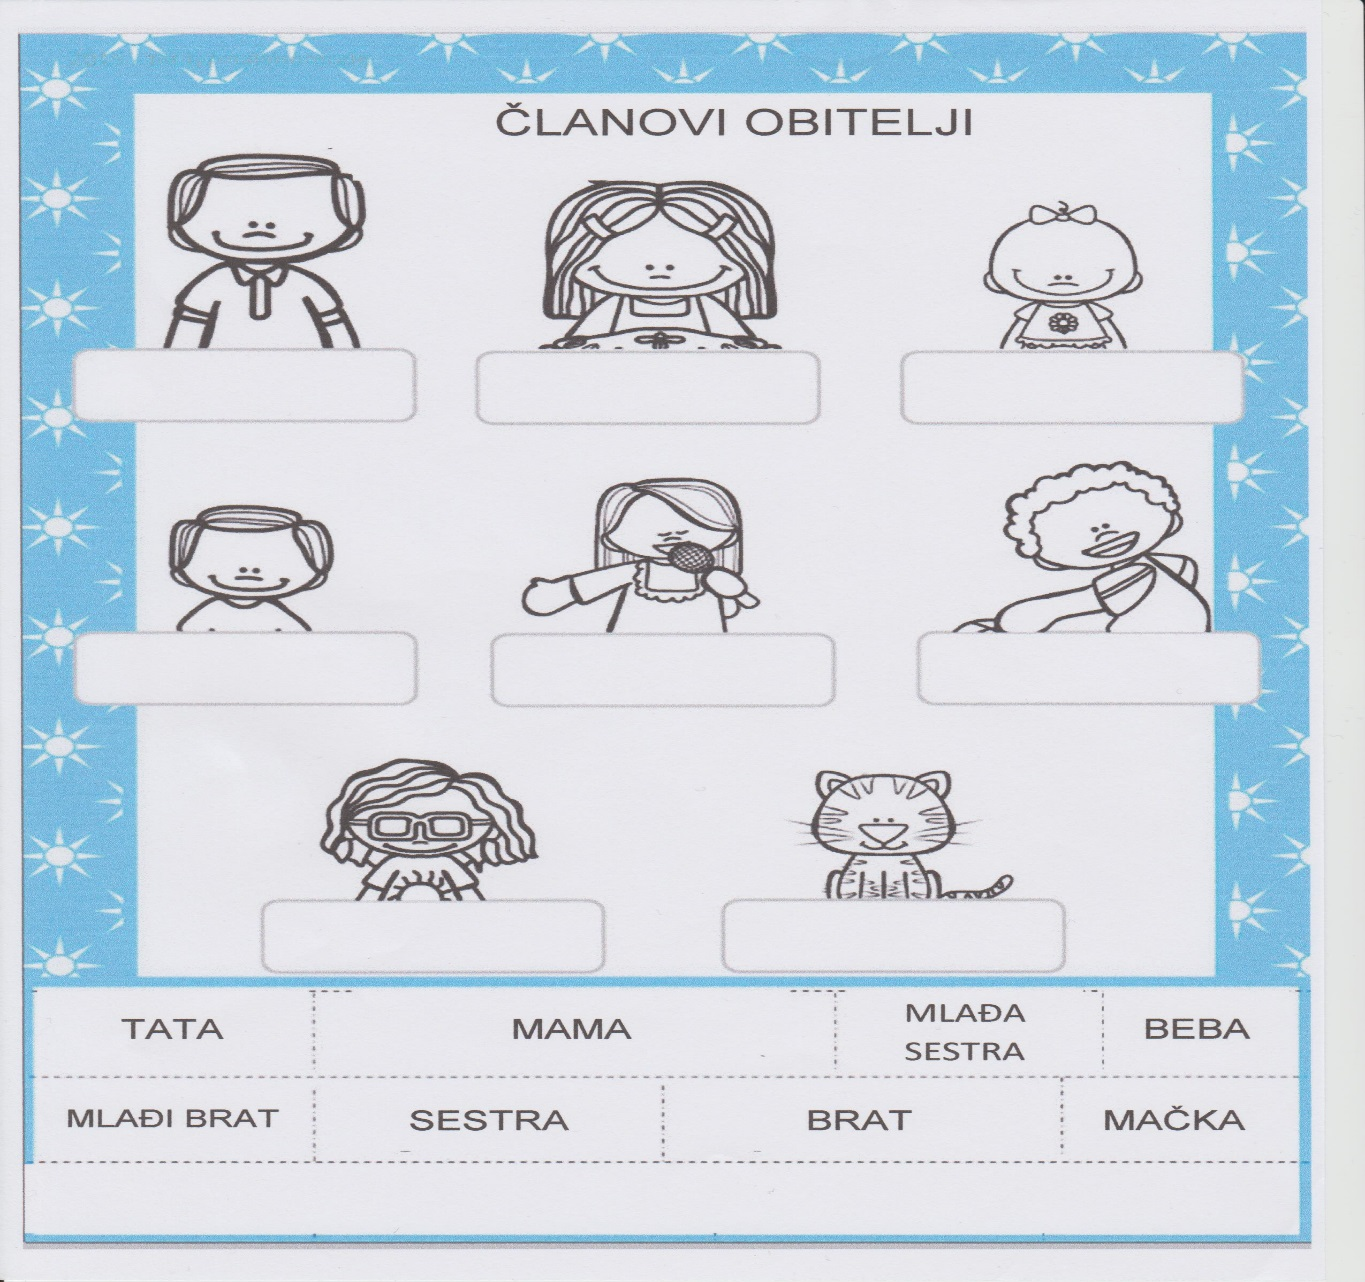 ČLANOVI OBITELJI
TATA
MAMA
MLAĐA
SESTRA
BEBA
MLAĐI BRAT
SESTRA
BRAT
MAČKA